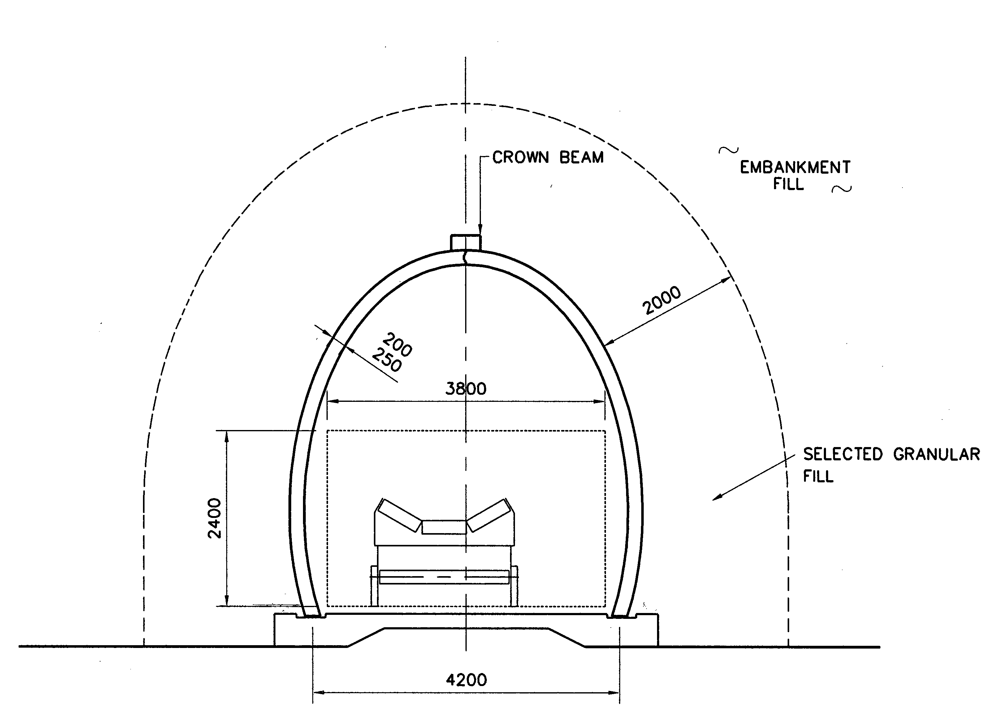 CROWN BEAM
EMBANKMENT
FILL
2000
200
250
3800
SELECTED GRANULAR
FILL
2400
4200